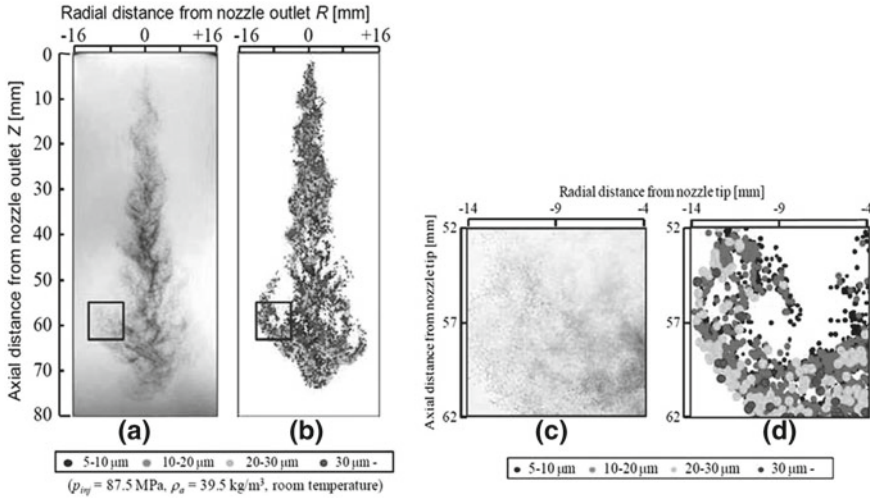 Radial distance from nozzle outlet R [mm]
-16 0 +16 -16 0 +16
Axial distance from nozzle outlet Z [mm]
0
10
20
30
40
50
60
70
80
(a) (b)
5-10 µm 10-20 µm 20-30 µm 30 µm -
(pinj = 87.5 MPa, ρa = 39.5 kg/m³, room temperature)
Radial distance from nozzle tip [mm]
-14 -9 -4 -14 -9 -4
Axial distance from nozzle tip [mm]
52 52
57 57
62 62
(c) (d)
5-10 µm 10-20 µm 20-30 µm 30 µm -